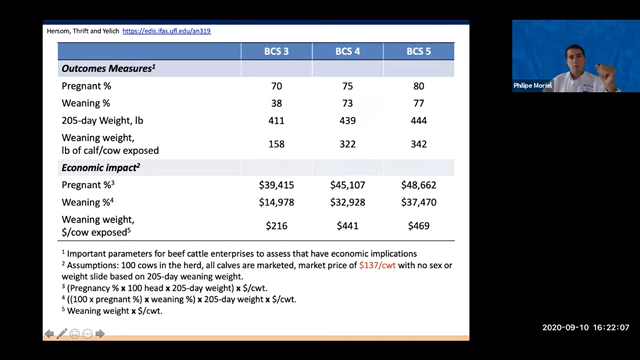 Hersom, Thrift and Yelich https://edis.ifas.ufl.edu/an319
BCS 3 BCS 4 BCS 5
Outcomes Measures1
Pregnant % 70 75 80
Weaning % 38 73 77
205-day Weight, lb 411 439 444
Weaning weight,
lb of calf/cow exposed 158 322 342
Economic impact2
Pregnant %3 $39,415 $45,107 $48,662
Weaning %4 $14,978 $32,928 $37,470
Weaning weight,
$/cow exposed5 $216 $441 $469
1 Important parameters for beef cattle enterprises to assess that have economic implications
2 Assumptions: 100 cows in the herd, all calves are marketed, market price of $137/cwt with no sex or
weight slide based on 205-day weaning weight.
3 (Pregnancy % x 100 head x 205-day weight) x $/cwt.
4 ((100 x pregnant %) x weaning %) x 205-day weight x $/cwt.
5 Weaning weight x $/cwt.
Philipe Moriel
2020-09-10 16:22:07